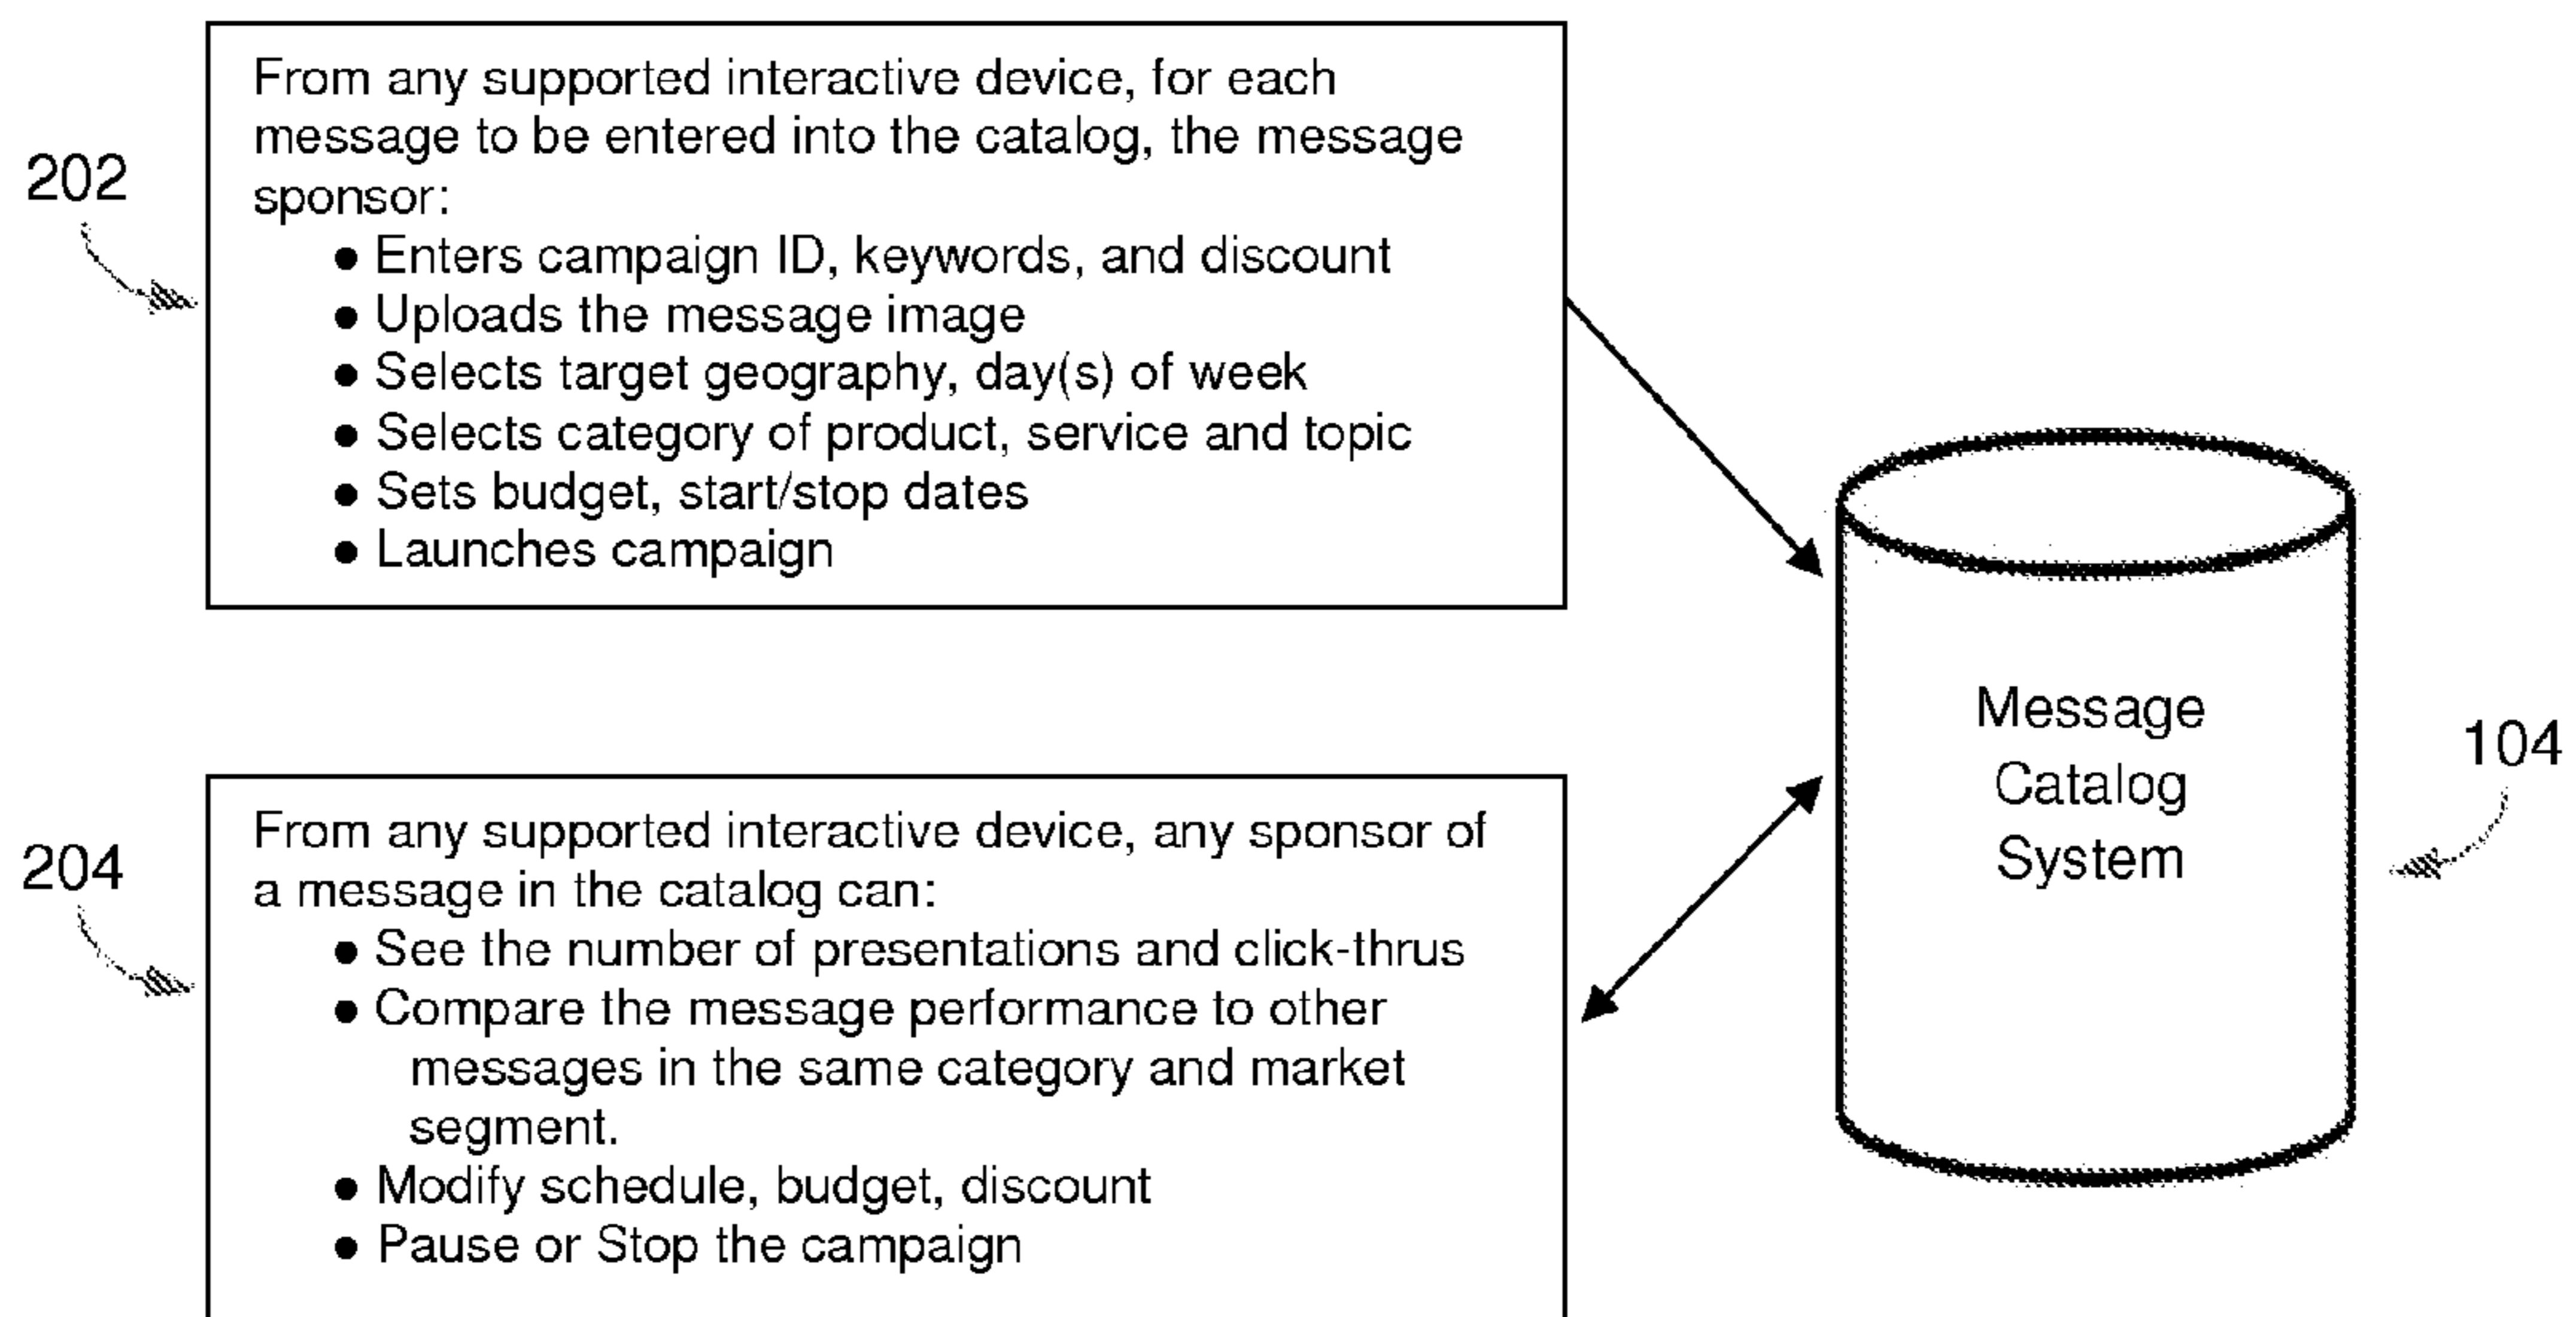 From any supported interactive device, for each
message to be entered into the catalog, the message
sponsor:
● Enters campaign ID, keywords, and discount
● Uploads the message image
● Selects target geography, day(s) of week
● Selects category of product, service and topic
● Sets budget, start/stop dates
● Launches campaign
202
From any supported interactive device, any sponsor of
a message in the catalog can:
● See the number of presentations and click-thrus
● Compare the message performance to other
messages in the same category and market
segment.
● Modify schedule, budget, discount
● Pause or Stop the campaign
204
Message
Catalog
System
104